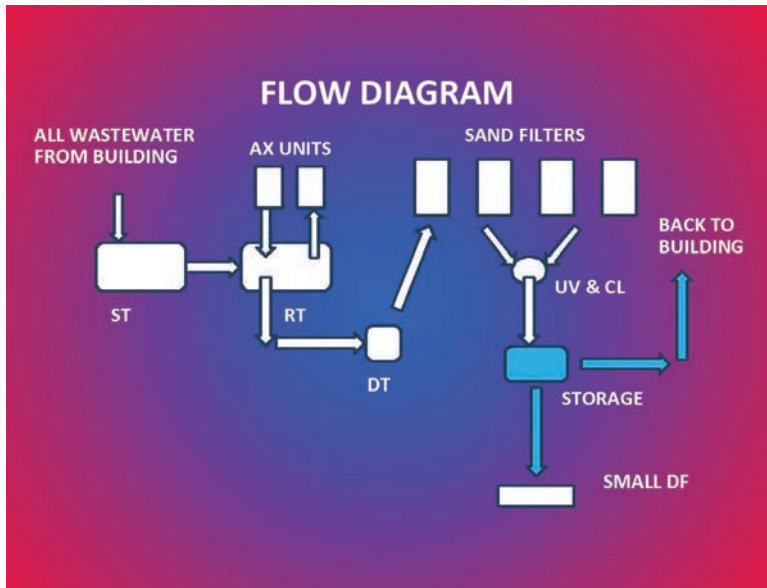 FLOW DIAGRAM
ALL WASTEWATER
FROM BUILDING
AX UNITS
SAND FILTERS
BACK TO
BUILDING
UV & CL
ST
RT
DT
STORAGE
SMALL DF